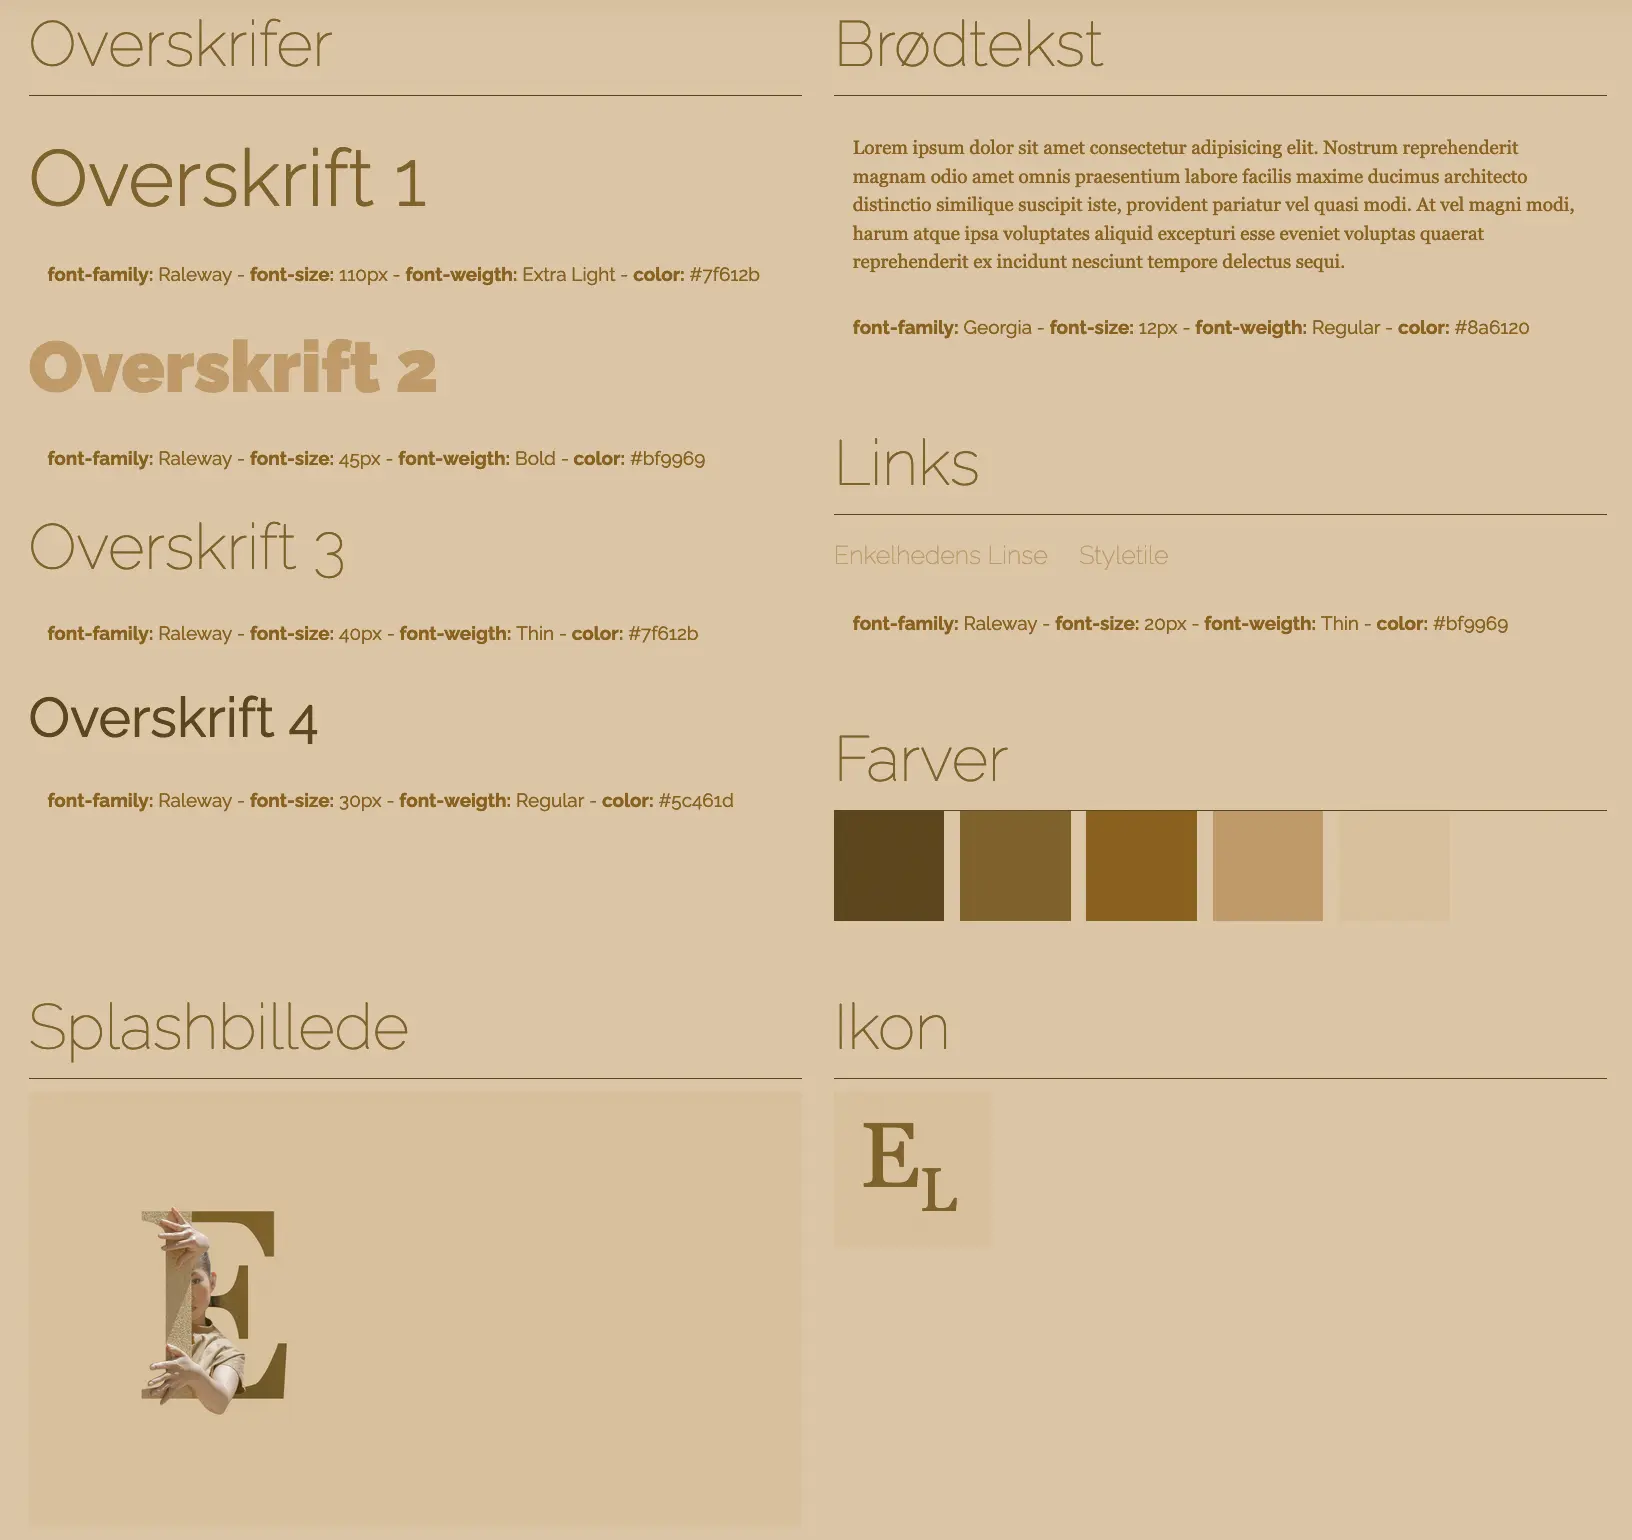 Overskrifer
Overskrift 1
font-family: Raleway - font-size: 110px - font-weigth: Extra Light - color: #7f612b
Overskrift 2
font-family: Raleway - font-size: 45px - font-weigth: Bold - color: #bf9969
Overskrift 3
font-family: Raleway - font-size: 40px - font-weigth: Thin - color: #7f612b
Overskrift 4
font-family: Raleway - font-size: 30px - font-weigth: Regular - color: #5c461d
Brødtekst
Lorem ipsum dolor sit amet consectetur adipisicing elit. Nostrum reprehenderit
magnam odio amet omnis praesentium labore facilis maxime ducimus architecto
distinctio similique suscipit iste, provident pariatur vel quasi modi. At vel magni modi,
harum atque ipsa voluptates aliquid excepturi esse eveniet voluptas quaerat
reprehenderit ex incidunt nesciunt tempore delectus sequi.
font-family: Georgia - font-size: 12px - font-weigth: Regular - color: #8a6120
Links
Enkelhedens Linse Styletile
font-family: Raleway - font-size: 20px - font-weigth: Thin - color: #bf9969
Farver
Splashbillede
E
Ikon
EL